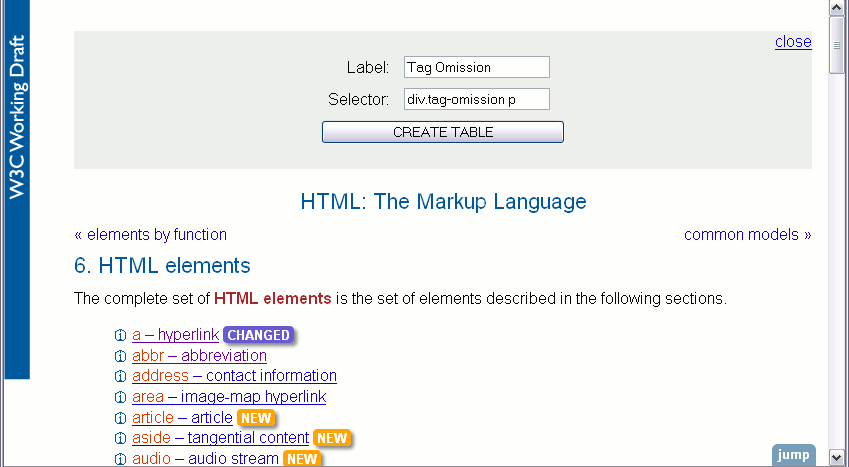 W3C Working Draft
close
Label: Tag Omission
Selector: div.tag-omission p
CREATE TABLE
HTML: The Markup Language
« elements by function common models »
6. HTML elements
The complete set of HTML elements is the set of elements described in the following sections.
a – hyperlink CHANGED
abbr – abbreviation
address – contact information
area – image-map hyperlink
article – article NEW
aside – tangential content NEW
audio – audio stream NEW
jump